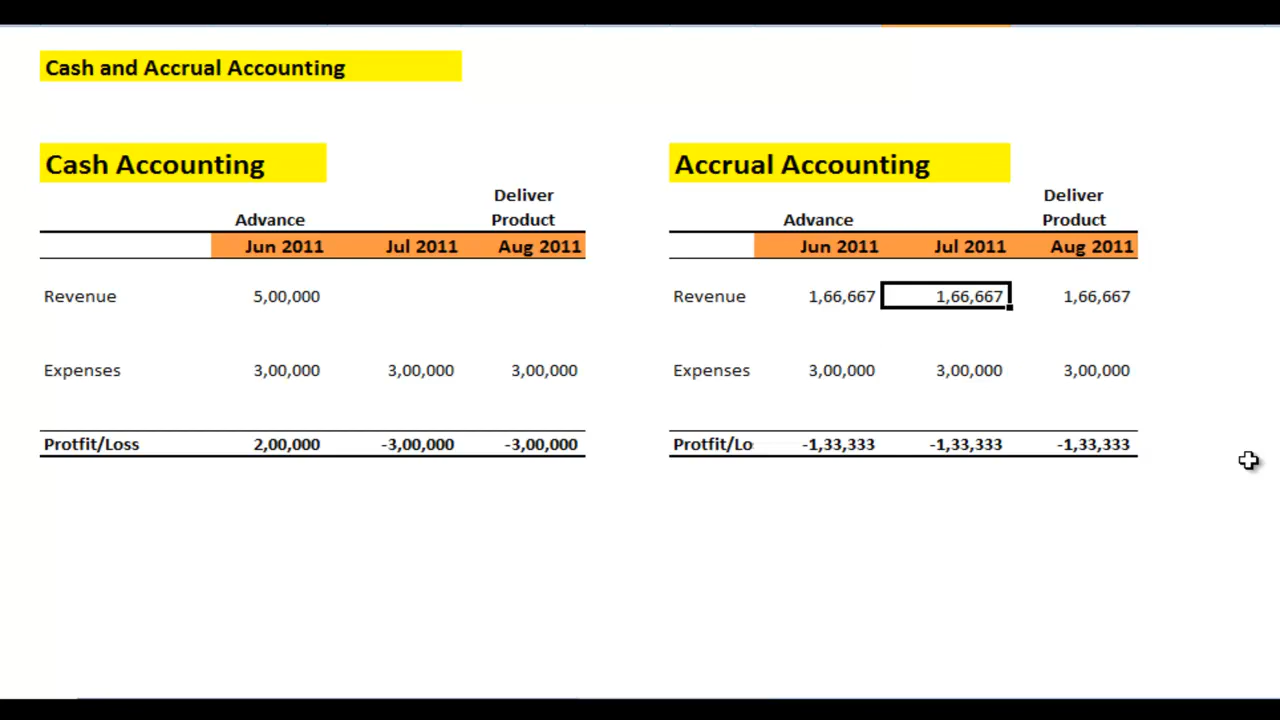 Cash and Accrual Accounting
Cash Accounting
Deliver
Advance Product
Jun 2011 Jul 2011 Aug 2011
Revenue 5,00,000
Expenses 3,00,000 3,00,000 3,00,000
Protfit/Loss 2,00,000 -3,00,000 -3,00,000
Accrual Accounting
Deliver
Advance Product
Jun 2011 Jul 2011 Aug 2011
Revenue 1,66,667 1,66,667 1,66,667
Expenses 3,00,000 3,00,000 3,00,000
Protfit/Lo -1,33,333 -1,33,333 -1,33,333